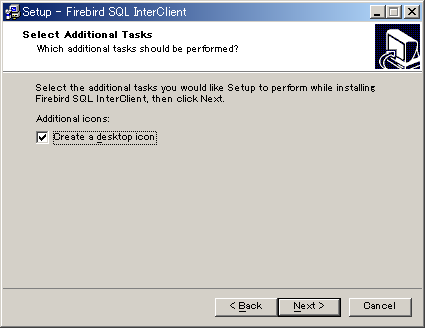 Setup - Firebird SQL InterClient
Select Additional Tasks
Which additional tasks should be performed?
Select the additional tasks you would like Setup to perform while installing
Firebird SQL InterClient, then click Next.
Additional icons:
Create a desktop icon
< Back
Next >
Cancel